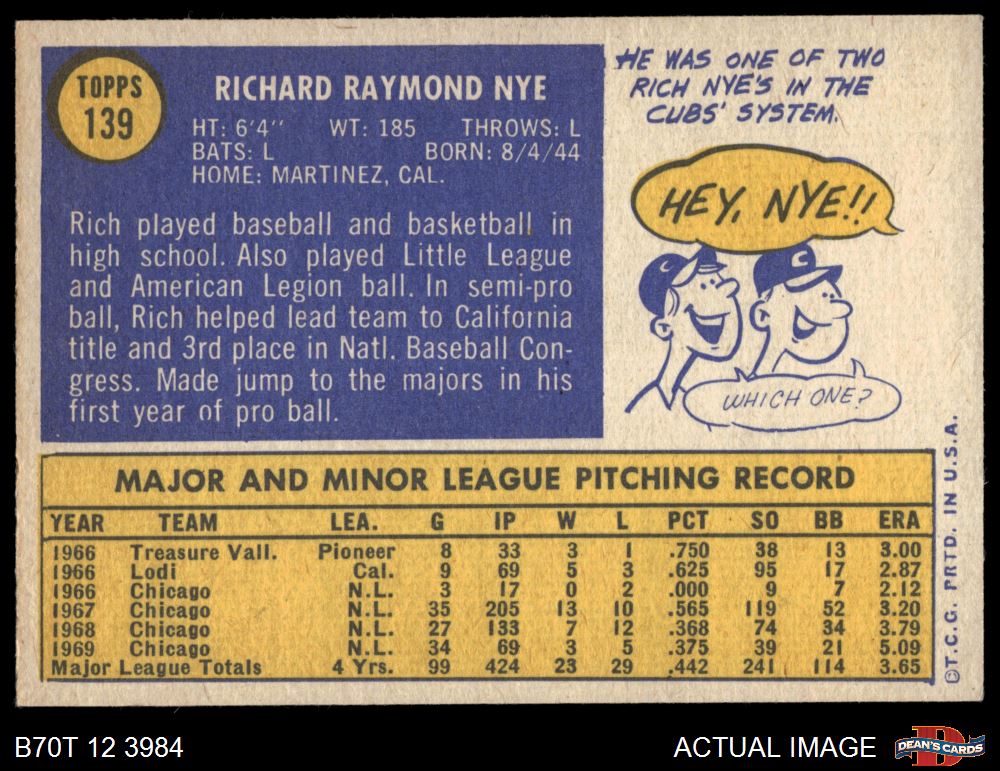 TOPPS
139
RICHARD RAYMOND NYE
HT: 6'4" WT: 185 THROWS: L
BATS: L BORN: 8/4/44
HOME: MARTINEZ, CAL.
Rich played baseball and basketball in
high school. Also played Little League
and American Legion ball. In semi-pro
ball, Rich helped lead team to California
title and 3rd place in Natl. Baseball Con-
gress. Made jump to the majors in his
first year of pro ball.
HE WAS ONE OF TWO
RICH NYE'S IN THE
CUBS' SYSTEM.
HEY, NYE!!
C
WHICH ONE?
MAJOR AND MINOR LEAGUE PITCHING RECORD
YEAR TEAM LEA. G IP W L PCT SO BB ERA
1966 Treasure Vall. Pioneer 8 33 3 1 .750 38 13 3.00
1966 Lodi Cal. 9 69 5 3 .625 95 17 2.87
1966 Chicago N.L. 3 17 0 2 .000 9 7 2.12
1967 Chicago N.L. 35 205 13 10 .565 119 52 3.20
1968 Chicago N.L. 27 133 7 12 .368 74 34 3.79
1969 Chicago N.L. 34 69 3 5 .375 39 21 5.09
Major League Totals 4 Yrs. 99 424 23 29 .442 241 114 3.65
©T.C.G. PRTD. IN U.S.A.
B70T 12 3984
ACTUAL IMAGE
D
DEAN'S CARDS